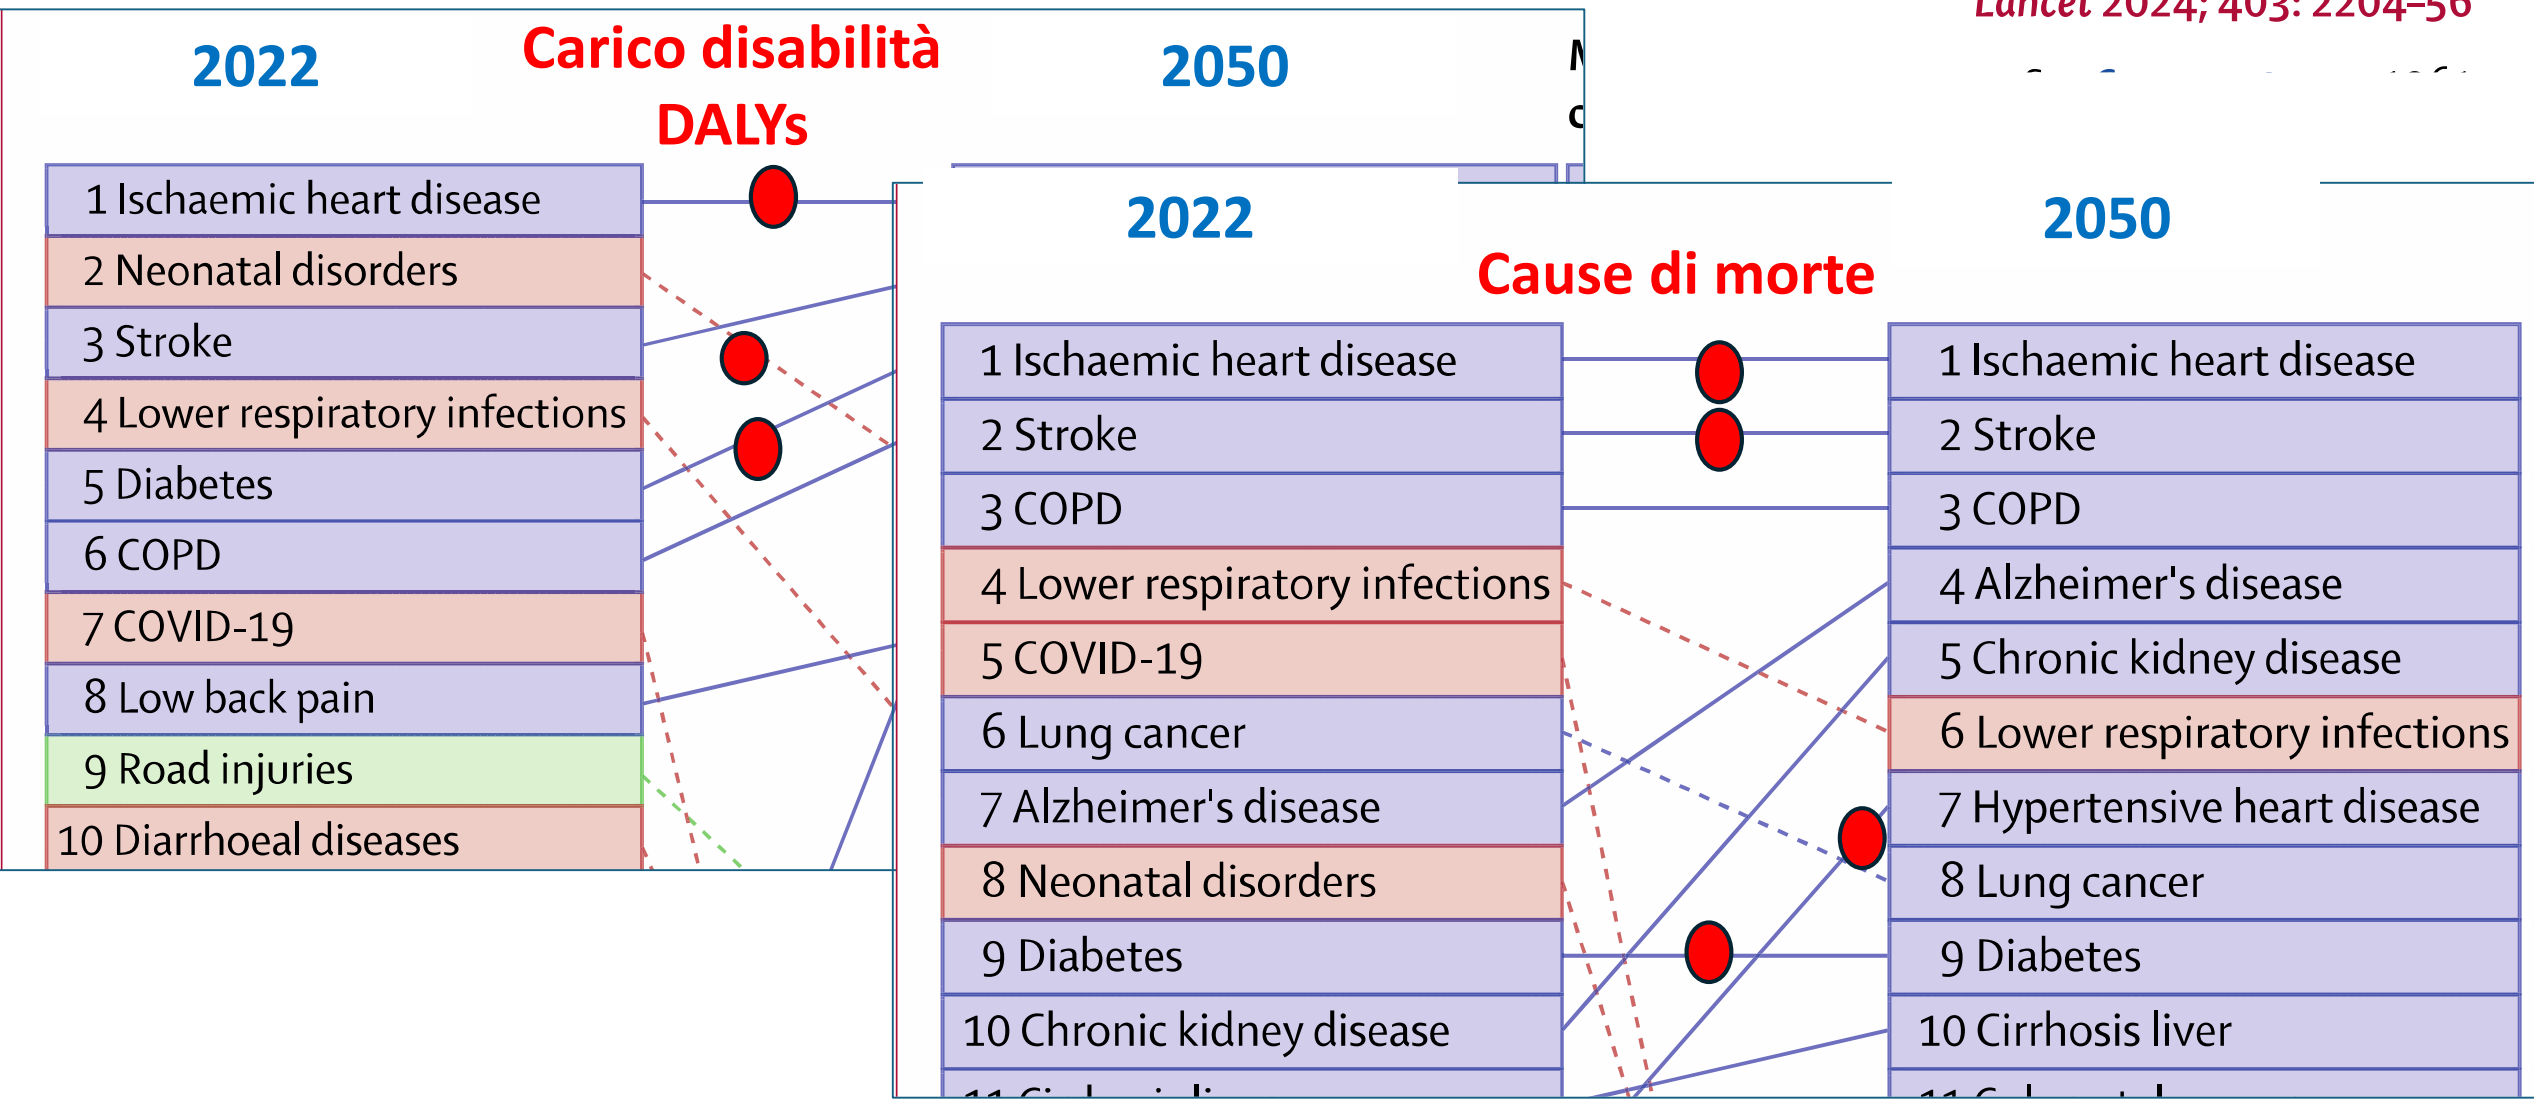 Lancet 2024; 403: 2204–56
2022
Carico disabilità
DALYs
2050
1 Ischaemic heart disease
2 Neonatal disorders
3 Stroke
4 Lower respiratory infections
5 Diabetes
6 COPD
7 COVID-19
8 Low back pain
9 Road injuries
10 Diarrhoeal diseases
2022
Cause di morte
2050
1 Ischaemic heart disease
2 Stroke
3 COPD
4 Lower respiratory infections
5 COVID-19
6 Lung cancer
7 Alzheimer's disease
8 Neonatal disorders
9 Diabetes
10 Chronic kidney disease
1 Ischaemic heart disease
2 Stroke
3 COPD
4 Alzheimer's disease
5 Chronic kidney disease
6 Lower respiratory infections
7 Hypertensive heart disease
8 Lung cancer
9 Diabetes
10 Cirrhosis liver